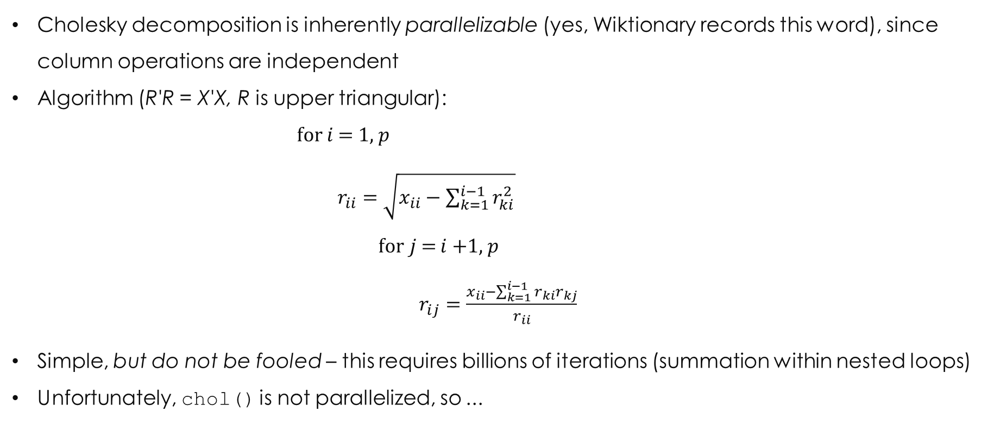 • Cholesky decomposition is inherently parallelizable (yes, Wiktionary records this word), since
column operations are independent
• Algorithm (R'R = X'X, R is upper triangular):
for i = 1, p
r_{ii} = \sqrt{x_{ii} − \sum_{k=1}^{i−1} r_{ki}^{2}}
for j = i +1, p
r_{ij} = \frac{x_{ii}−\sum_{k=1}^{i−1} r_{ki}r_{kj}}{r_{ii}}
• Simple, but do not be fooled – this requires billions of iterations (summation within nested loops)
• Unfortunately, chol() is not parallelized, so ...